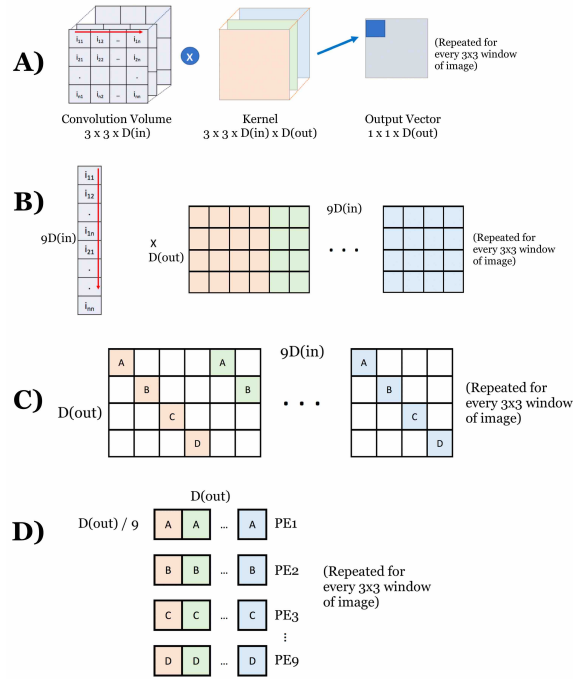 A)
i11 i12 .. i1n
i21 i22 .. i2n
. .
in1 in2 .. inn
X
(Repeated for
every 3x3 window
of image)
Convolution Volume
3 x 3 x D(in)
Kernel
3 x 3 x D(in) x D(out)
Output Vector
1 x 1 x D(out)
B)
i11
i12
.
i1n
i21
.
.
inn
9D(in)
X
D(out)
9D(in)
. . .
(Repeated for
every 3x3 window
of image)
C)
9D(in)
D(out)
A A
B B
C
D
. . .
A
B
C
D
(Repeated for
every 3x3 window
of image)
D)
D(out)
D(out) / 9
A A ... A PE1
B B ... B PE2
C C ... C PE3
⋮
D D ... D PE9
(Repeated for
every 3x3 window
of image)